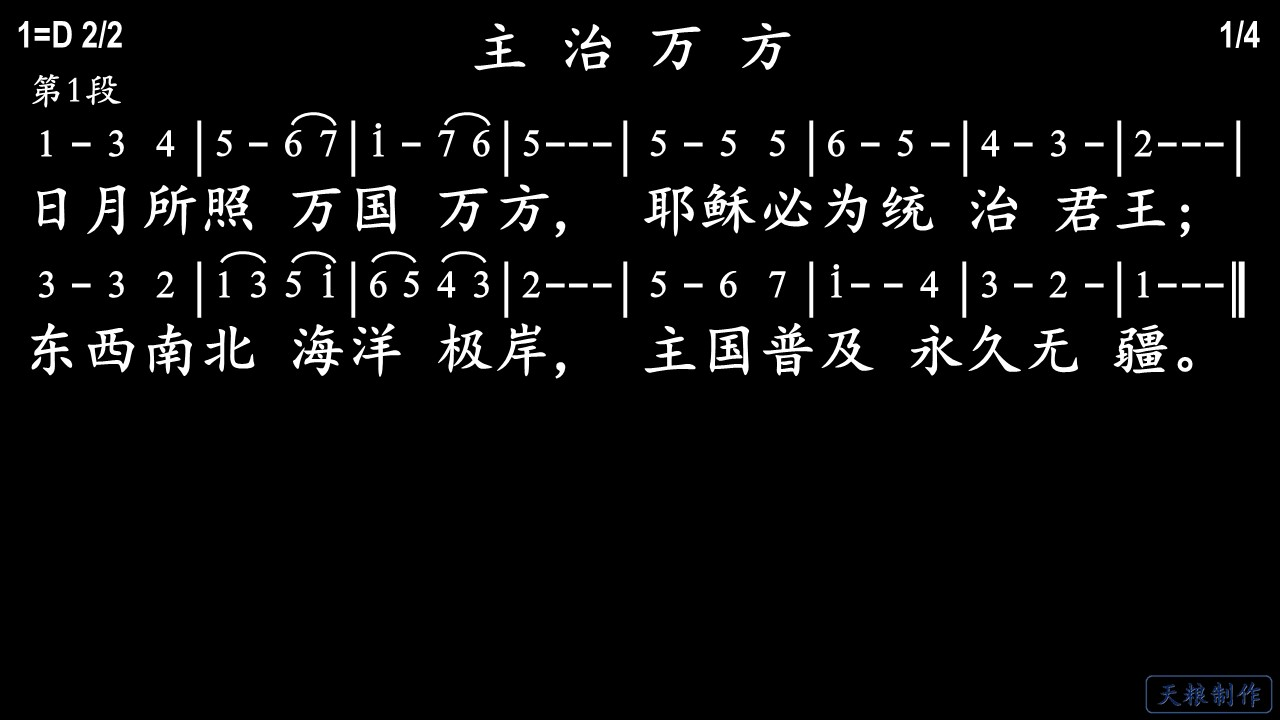 1=D 2/2
主 治 万 方
1/4
第1段
1 - 3 4 | 5 - 6 7 | i - 7 6 | 5 - - - | 5 - 5 5 | 6 - 5 - | 4 - 3 - | 2 - - - |
日月所照 万国 万方， 耶稣必为统 治 君王；
3 - 3 2 | 1 3 5 i | 6 5 4 3 | 2 - - - | 5 - 6 7 | i - - 4 | 3 - 2 - | 1 - - - ‖
东西南北 海洋 极岸， 主国普及 永久无 疆。
天粮制作